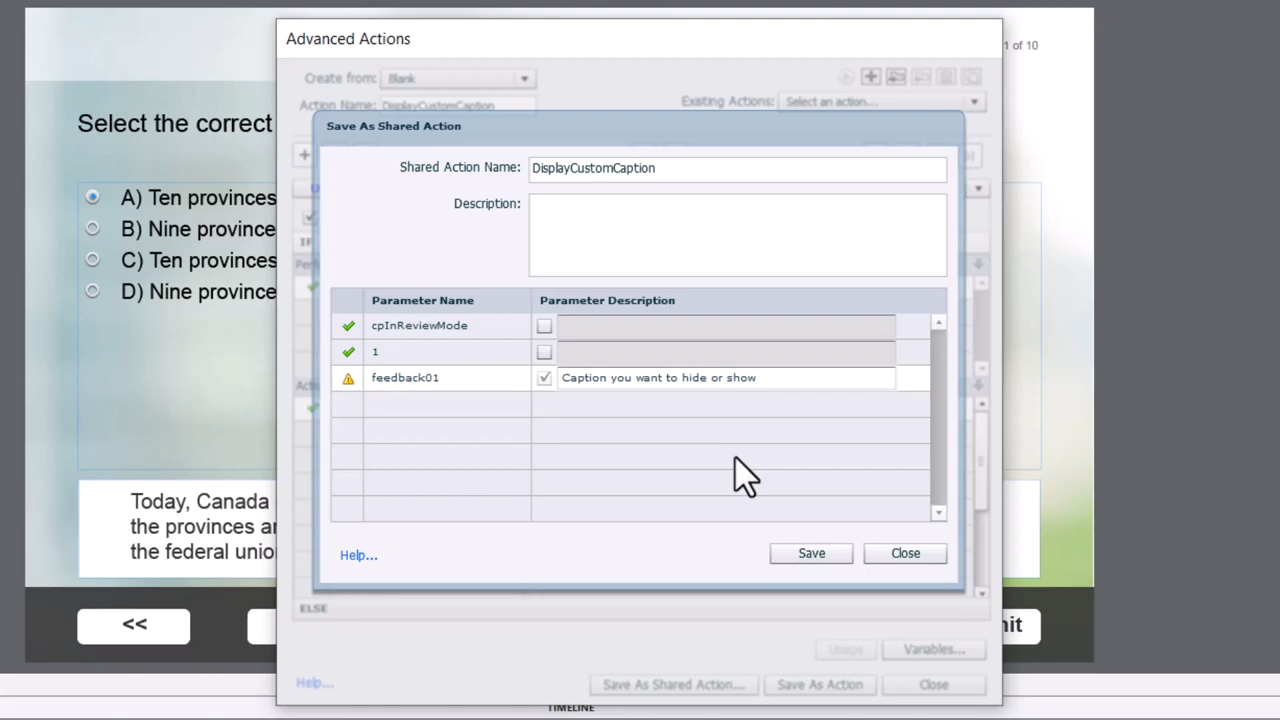 Advanced Actions
1 of 10
Create from: Blank
Action Name: DisplayCustomCaption
Existing Actions: Select an action...
Save As Shared Action
Select the correct
Shared Action Name: DisplayCustomCaption
Description:
A) Ten provinces
B) Nine province
C) Ten provinces
D) Nine province
IF
Parameter Name Parameter Description
cpInReviewMode
1
feedback01 Caption you want to hide or show
Today, Canada
the provinces
the federal
Help... Save Close
ELSE
<<
Usage Variables...
Help... Save As Shared Action... Save As Action Close
TIMELINE